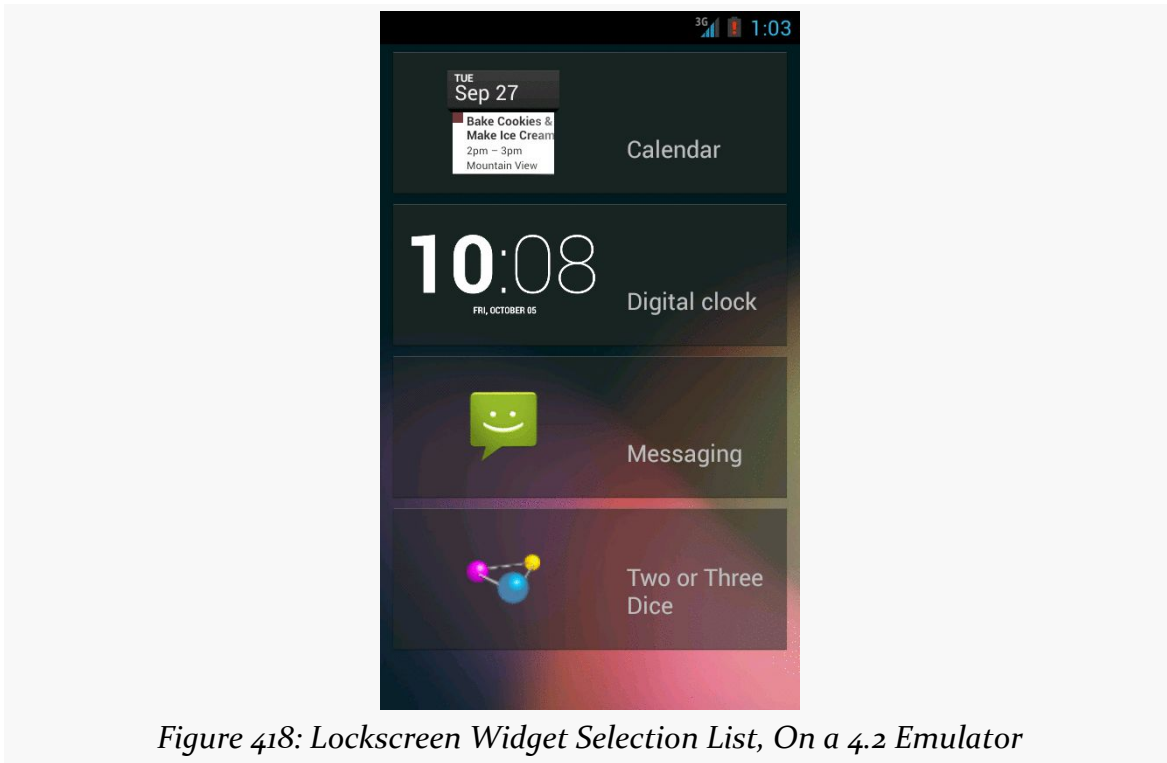 3G 1:03
TUE
Sep 27
Bake Cookies &
Make Ice Cream
2pm – 3pm
Mountain View
Calendar
10:08
FRI, OCTOBER 05
Digital clock
Messaging
Two or Three
Dice
Figure 418: Lockscreen Widget Selection List, On a 4.2 Emulator